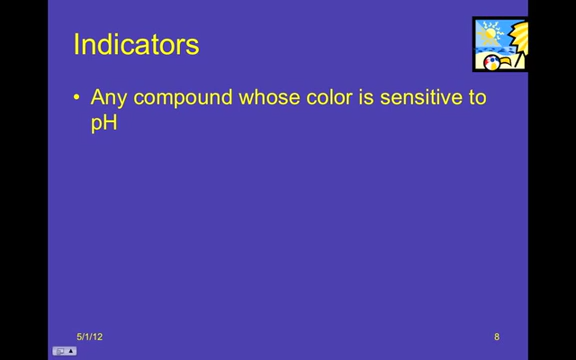 Indicators
• Any compound whose color is sensitive to
pH
5/1/12
8